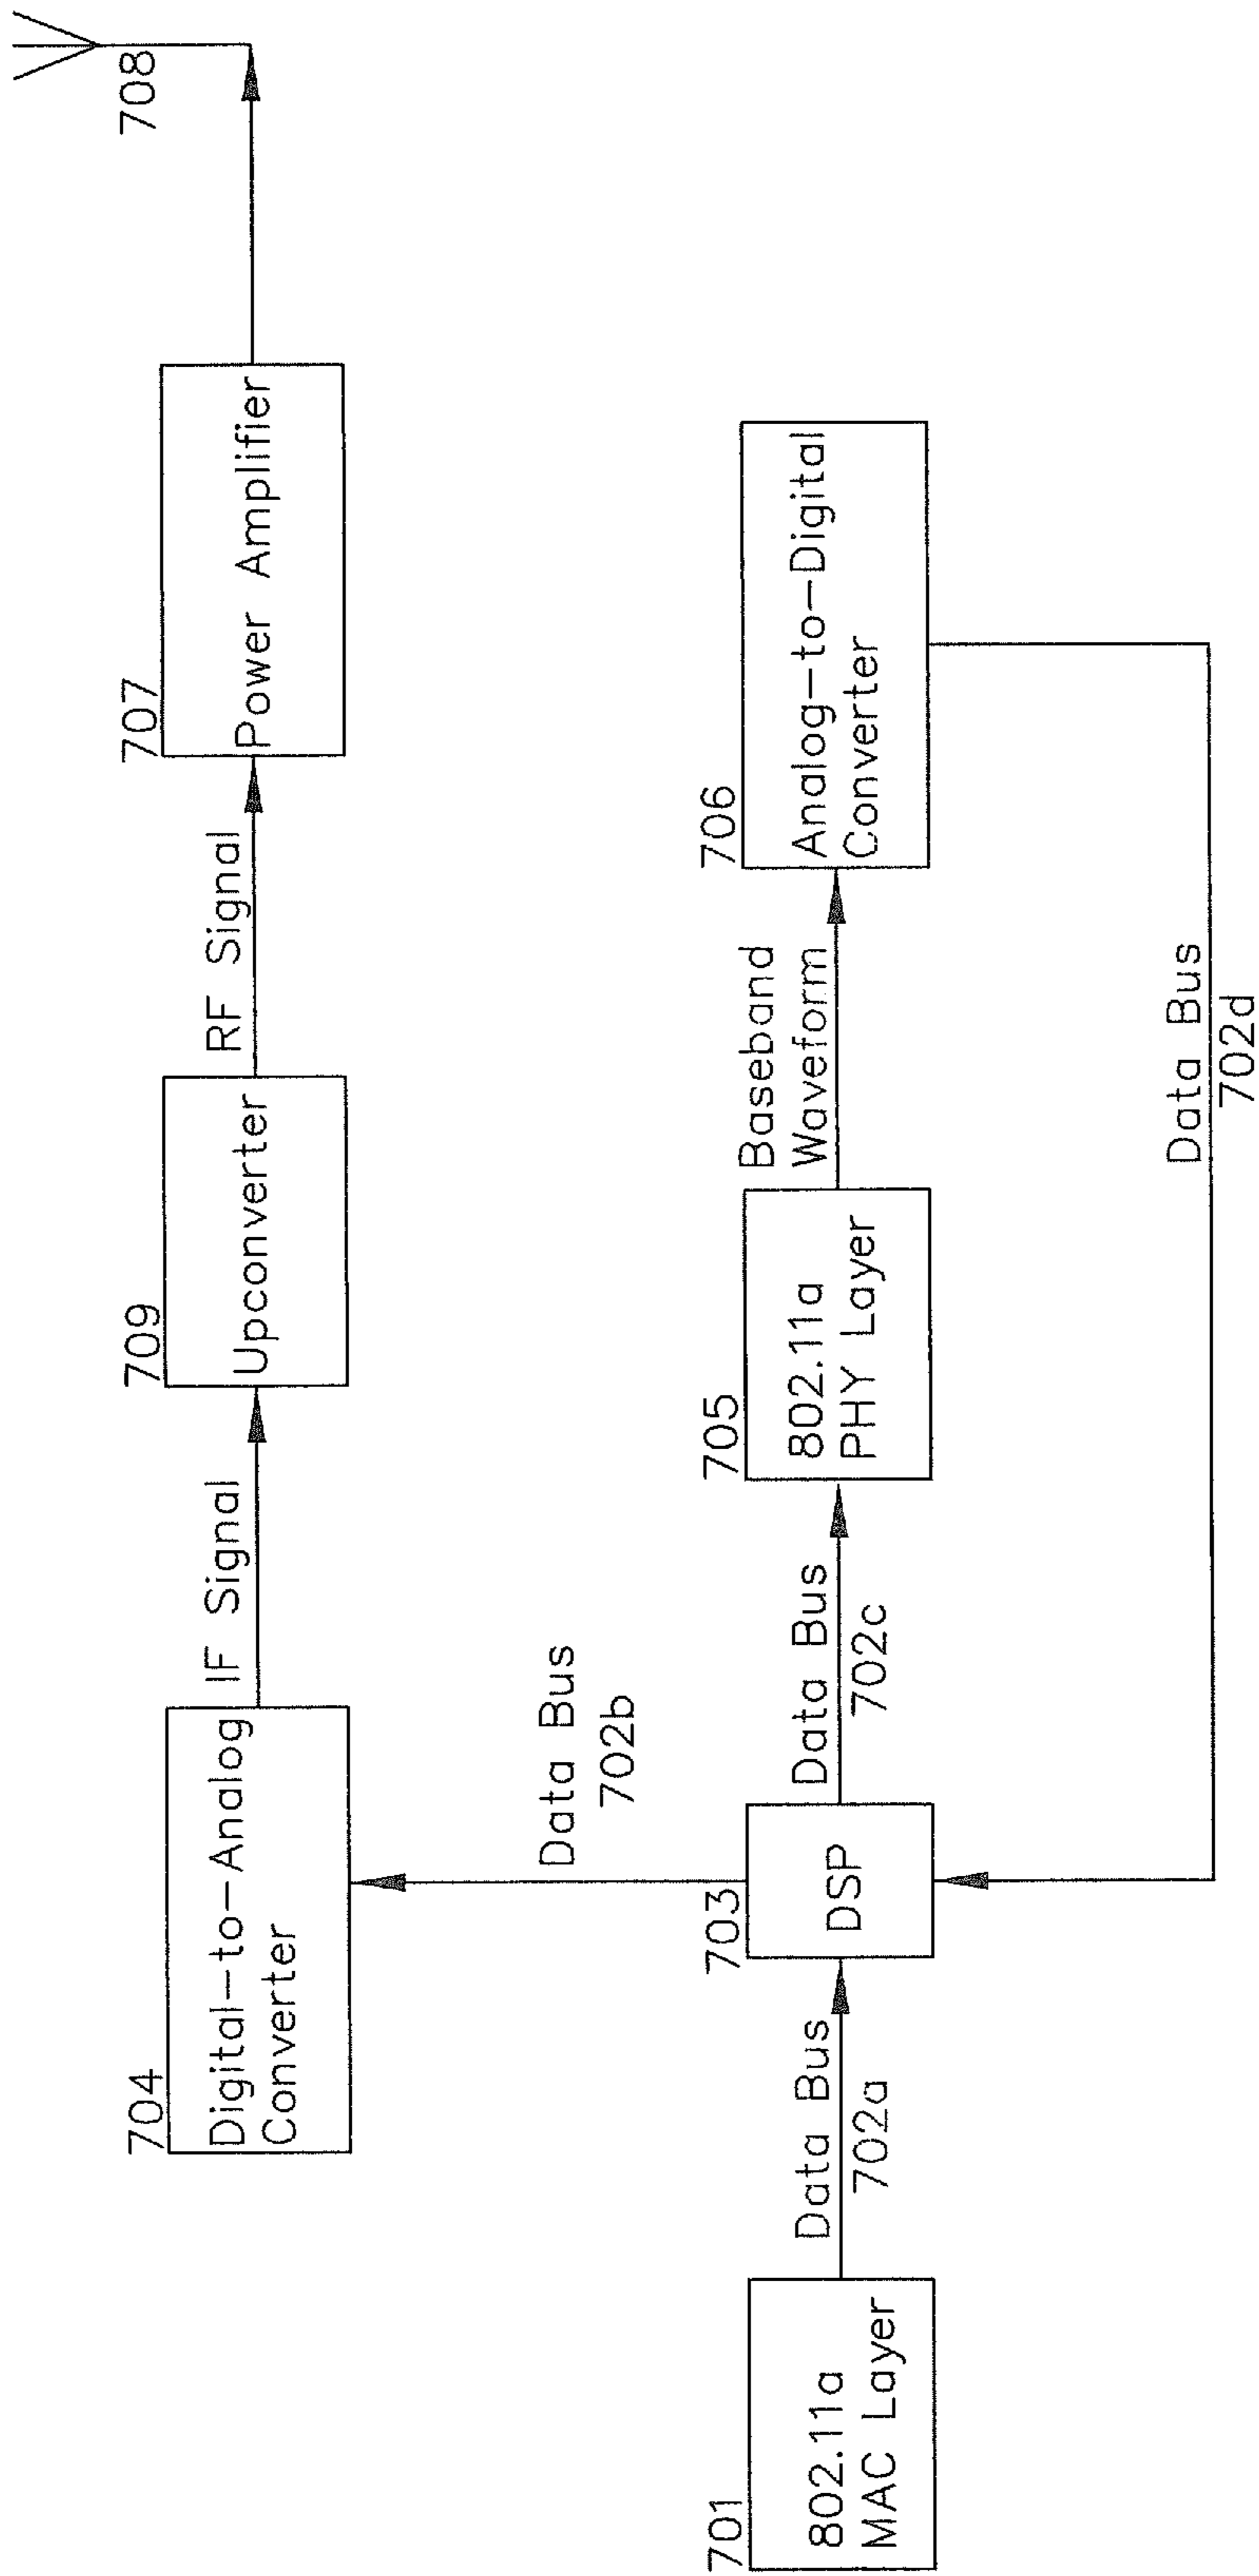 704
Digital-to-Analog
Converter
IF Signal
709
Upconverter
RF Signal
707
Power Amplifier
708
Data Bus
702b
701
802.11a
MAC Layer
Data Bus
702a
703
DSP
Data Bus
702c
705
802.11a
PHY Layer
Baseband
Waveform
706
Analog-to-Digital
Converter
Data Bus
702d